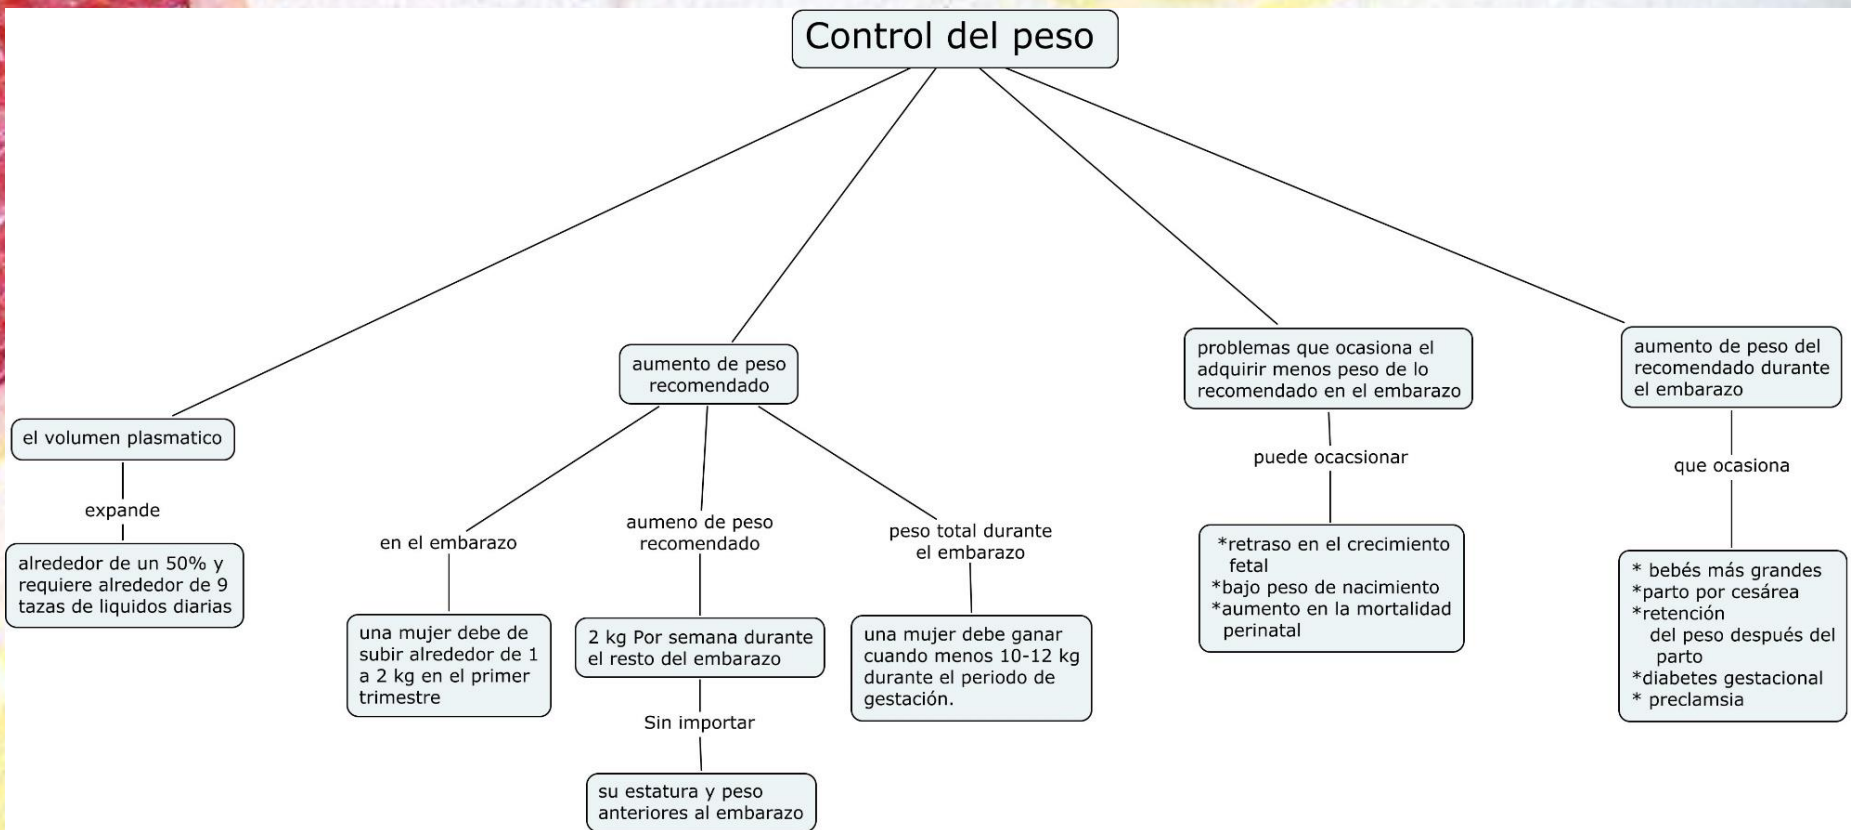 Control del peso
el volumen plasmatico
expande
alrededor de un 50% y
requiere alrededor de 9
tazas de liquidos diarias
aumento de peso
recomendado
en el embarazo
una mujer debe de
subir alrededor de 1
a 2 kg en el primer
trimestre
aumeno de peso
recomendado
2 kg Por semana durante
el resto del embarazo
Sin importar
su estatura y peso
anteriores al embarazo
peso total durante
el embarazo
una mujer debe ganar
cuando menos 10-12 kg
durante el periodo de
gestación.
problemas que ocasiona el
adquirir menos peso de lo
recomendado en el embarazo
puede ocacsionar
*retraso en el crecimiento
fetal
*bajo peso de nacimiento
*aumento en la mortalidad
perinatal
aumento de peso del
recomendado durante
el embarazo
que ocasiona
* bebés más grandes
*parto por cesárea
*retención
del peso después del
parto
*diabetes gestacional
* preclamsia